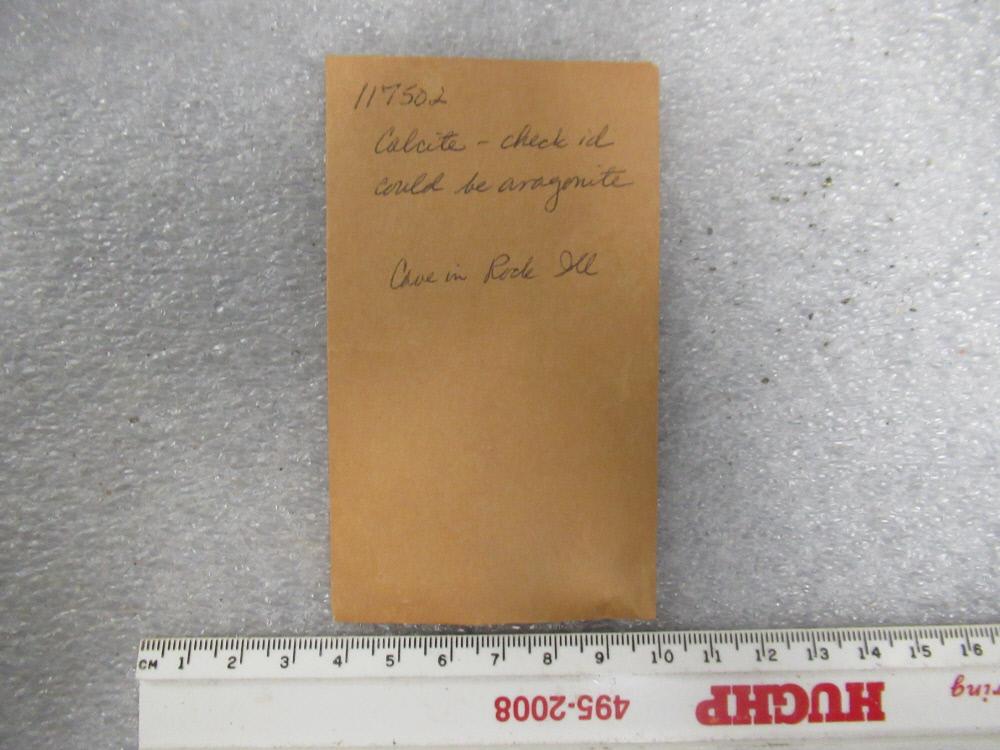 117502
Calcite - check id
could be aragonite
Cave in Rock Ill
CM 1 2 3 4 5 6 7 8 9 10 11 12 13 14 15 16
495-2008
HUGHP
ring